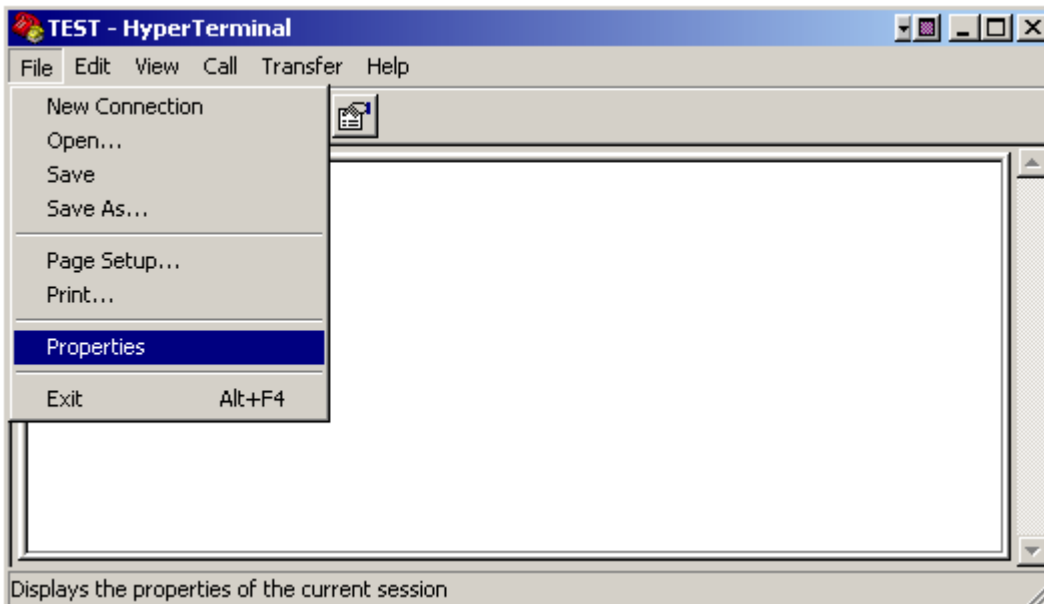 TEST - HyperTerminal
File Edit View Call Transfer Help
New Connection
Open...
Save
Save As...
Page Setup...
Print...
Properties
Exit Alt+F4
Displays the properties of the current session